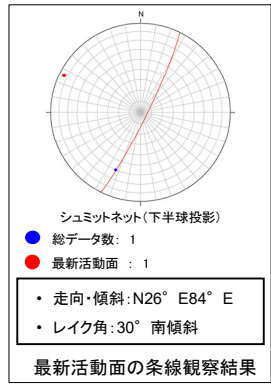 N
シュミットネット(下半球投影)
総データ数: 1
最新活動面 : 1
• 走向・傾斜:N26°E84°E
• レイク角:30°南傾斜
最新活動面の条線観察結果